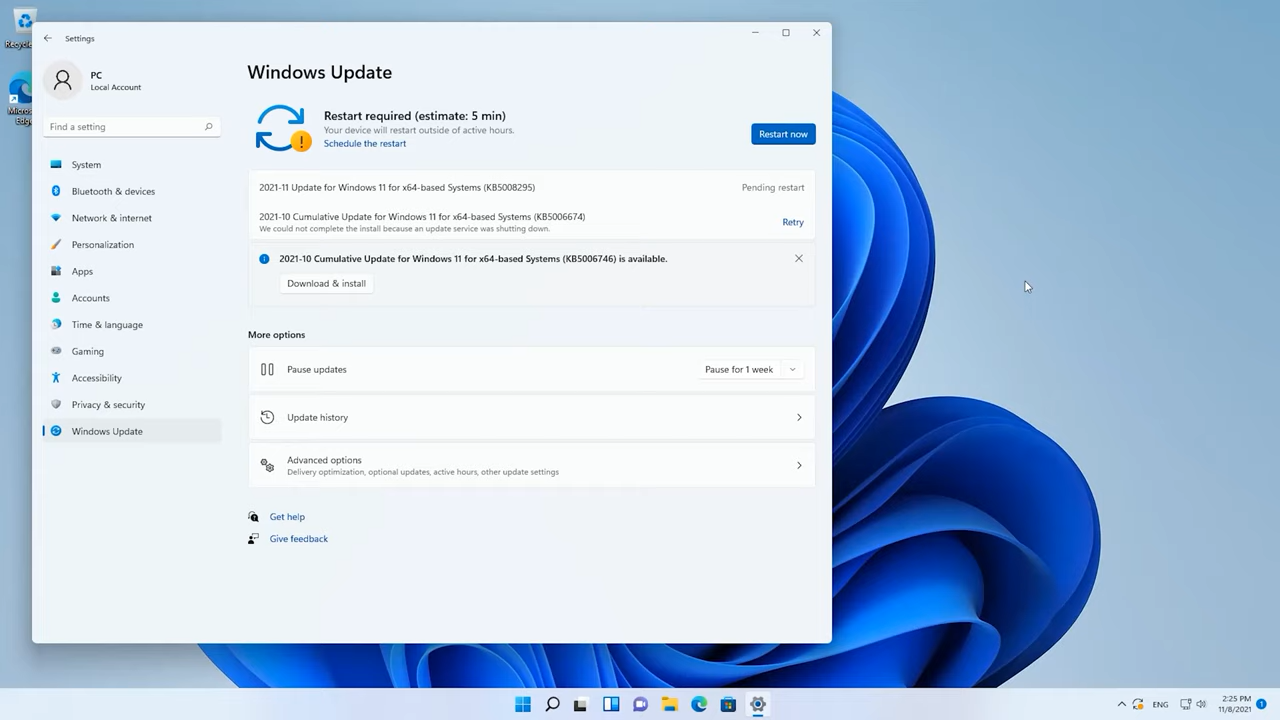 Recycle
Micros
Edge
Settings
PC
Local Account
Find a setting
System
Bluetooth & devices
Network & internet
Personalization
Apps
Accounts
Time & language
Gaming
Accessibility
Privacy & security
Windows Update
Windows Update
Restart required (estimate: 5 min)
Your device will restart outside of active hours.
Schedule the restart
Restart now
2021-11 Update for Windows 11 for x64-based Systems (KB5008295)
Pending restart
2021-10 Cumulative Update for Windows 11 for x64-based Systems (KB5006674)
We could not complete the install because an update service was shutting down.
Retry
2021-10 Cumulative Update for Windows 11 for x64-based Systems (KB5006746) is available.
Download & install
More options
Pause updates
Pause for 1 week
Update history
Advanced options
Delivery optimization, optional updates, active hours, other update settings
Get help
Give feedback
ENG
2:25 PM
11/8/2021
1